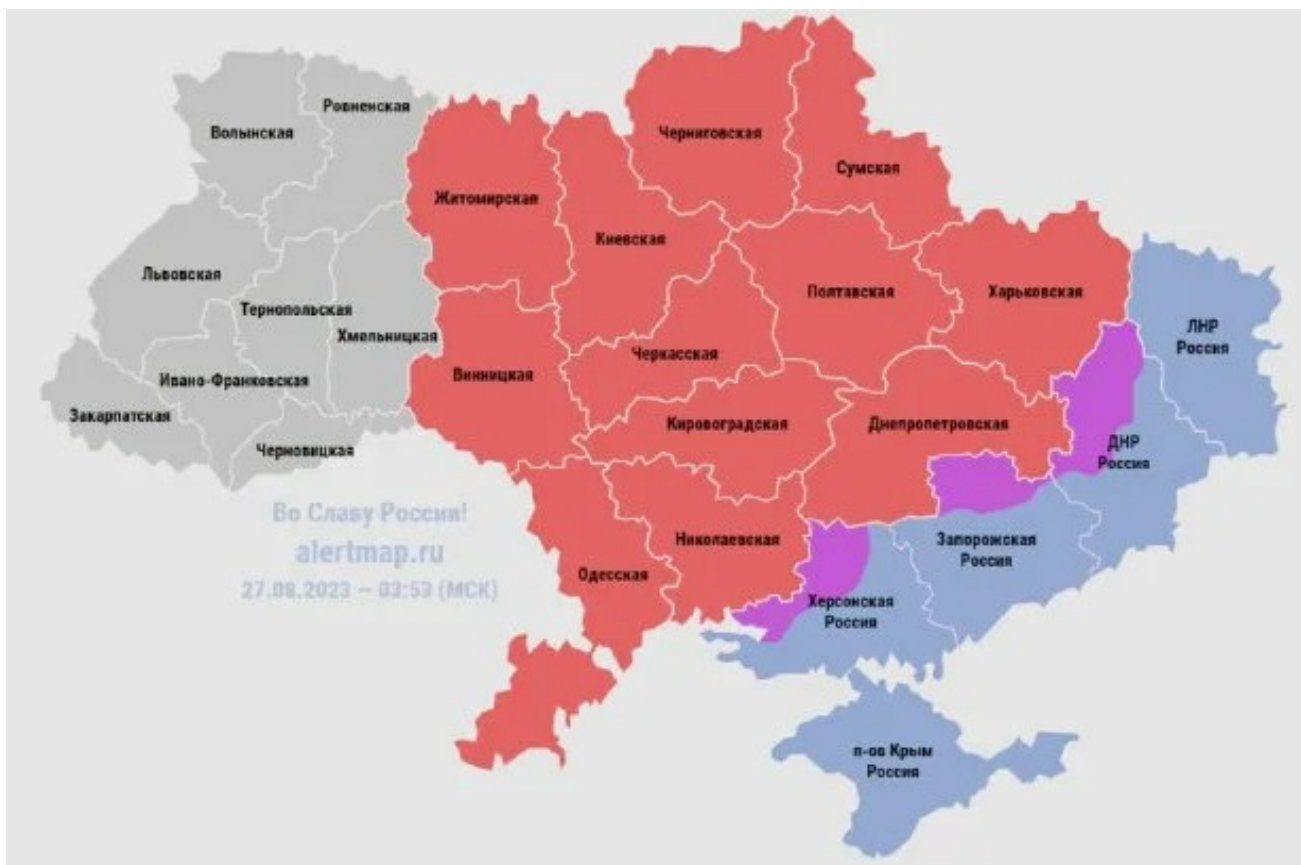 Ровненская
Волынская
Черниговская
Сумская
Житомирская
Киевская
Львовская
Тернопольская
Полтавская
Харьковская
Хмельницкая
ЛНР
Россия
Черкасская
Винницкая
Ивано-Франковская
Закарпатская
Кировоградская
Днепропетровская
Черновицкая
ДНР
Россия
Во Славу России!
alertmap.ru
27.08.2023 – 03:53 (МСК)
Николаевская
Запорожская
Россия
Одесская
Херсонская
Россия
п-ов Крым
Россия